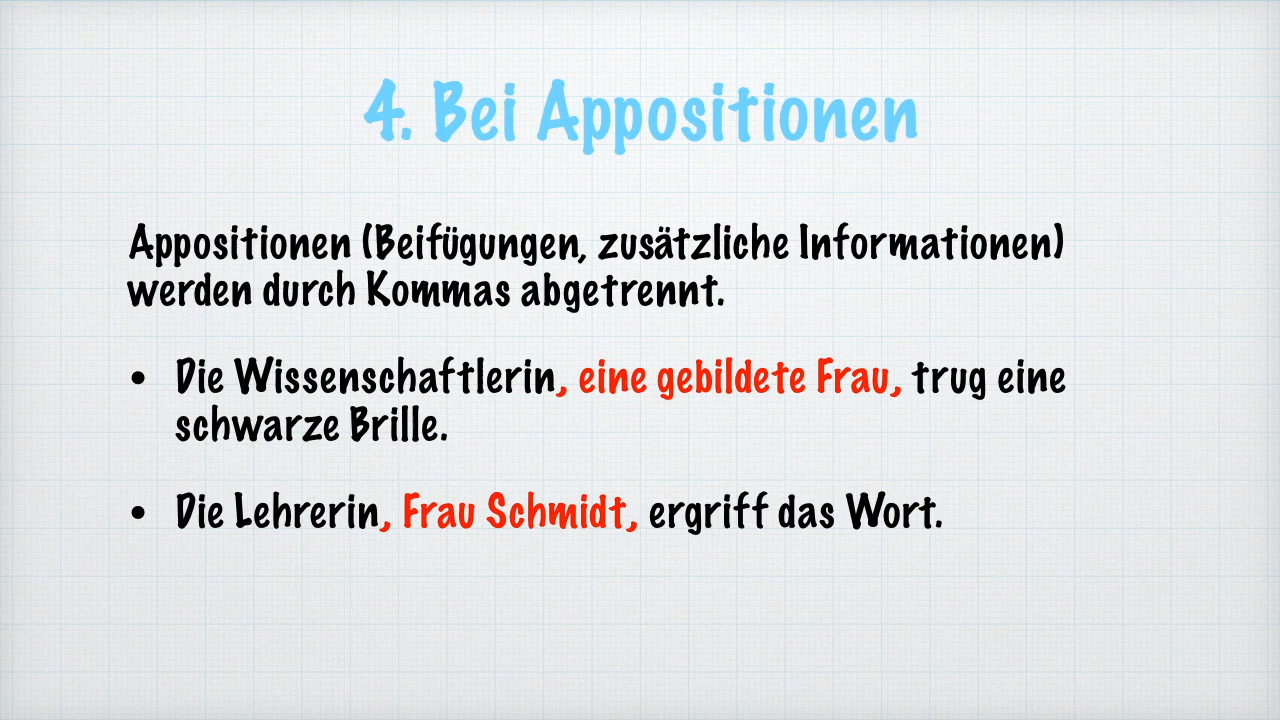 4. Bei Appositionen
Appositionen (Beifügungen, zusätzliche Informationen)
werden durch Kommas abgetrennt.
• Die Wissenschaftlerin, eine gebildete Frau, trug eine
schwarze Brille.
• Die Lehrerin, Frau Schmidt, ergriff das Wort.